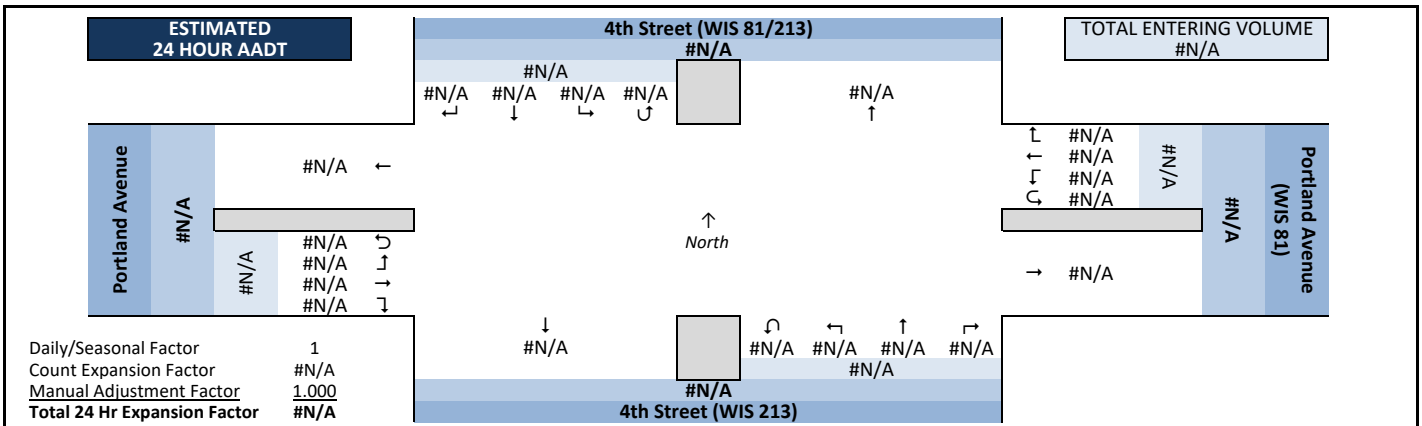 ESTIMATED
24 HOUR AADT
4th Street (WIS 81/213)
#N/A
TOTAL ENTERING VOLUME
#N/A
#N/A
#N/A #N/A #N/A #N/A
↵ ↓ ↳ ↺
#N/A
↑
Portland Avenue
#N/A
#N/A ←
#N/A
#N/A ⮌
#N/A ↑
#N/A →
#N/A ↴
↑
North
↑ #N/A
← #N/A
↓ #N/A
⮎ #N/A
#N/A
#N/A
Portland Avenue
(WIS 81)
→ #N/A
↓
#N/A
↶ ↰ ↑ ↱
#N/A #N/A #N/A #N/A
#N/A
#N/A
4th Street (WIS 213)
Daily/Seasonal Factor 1
Count Expansion Factor #N/A
Manual Adjustment Factor 1.000
Total 24 Hr Expansion Factor #N/A